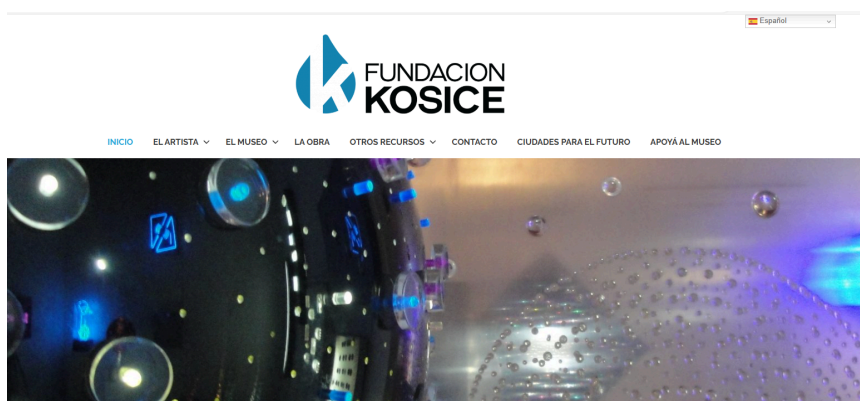 Español
FUNDACION
KOSICE
INICIO EL ARTISTA EL MUSEO LA OBRA OTROS RECURSOS CONTACTO CIUDADES PARA EL FUTURO APOYÁ AL MUSEO